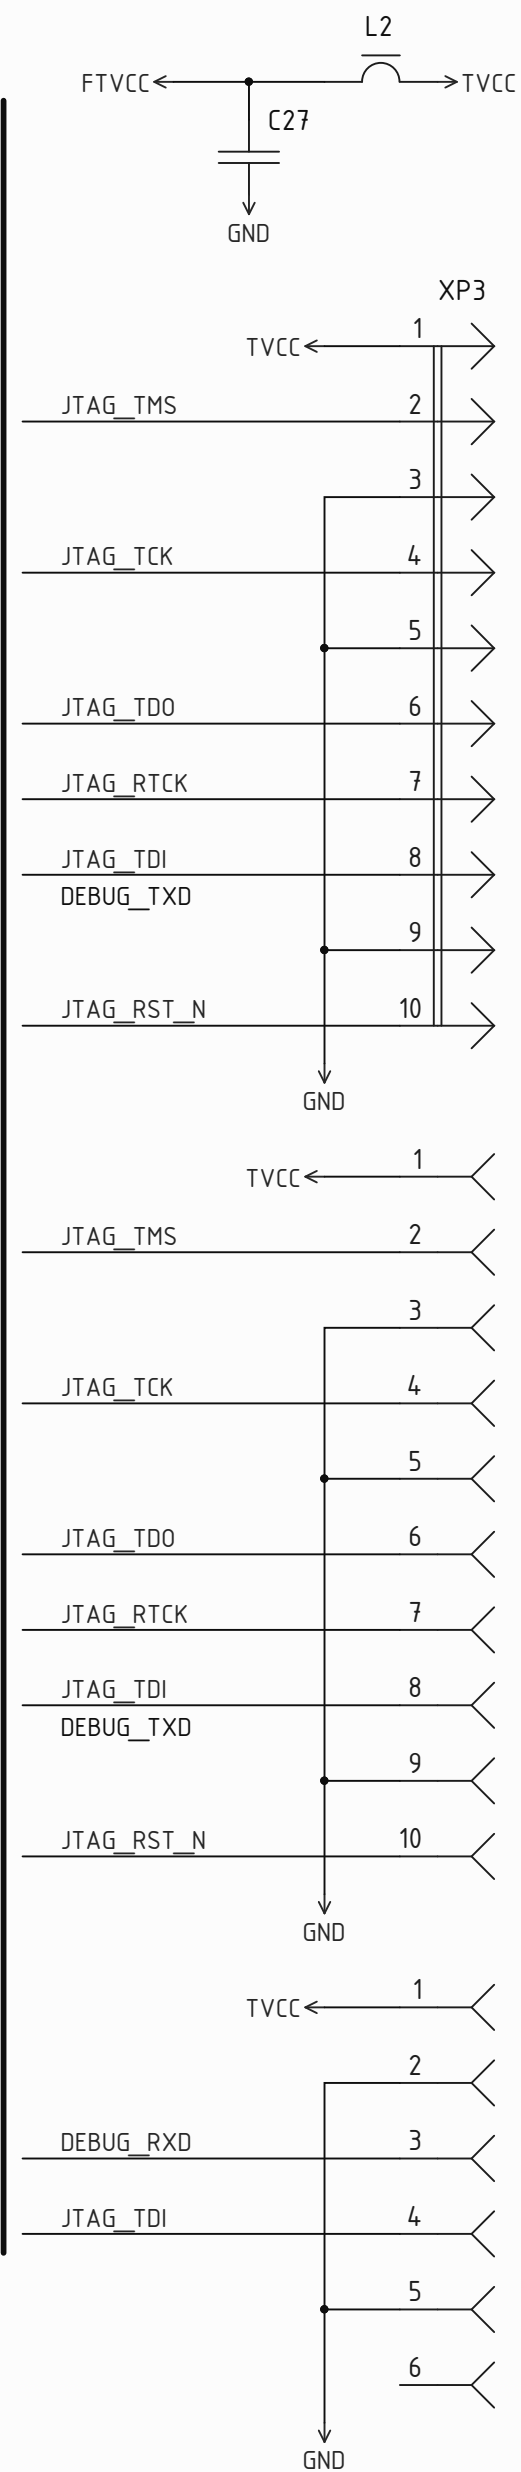 L2
FTVCC
TVCC
C27
GND
XP3
1
TVCC
JTAG_TMS
2
3
JTAG_TCK
4
5
JTAG_TDO
6
JTAG_RTCK
7
JTAG_TDI
8
DEBUG_TXD
9
JTAG_RST_N
10
GND
1
TVCC
JTAG_TMS
2
3
JTAG_TCK
4
5
JTAG_TDO
6
JTAG_RTCK
7
JTAG_TDI
8
DEBUG_TXD
9
JTAG_RST_N
10
GND
1
TVCC
2
DEBUG_RXD
3
JTAG_TDI
4
5
6
GND